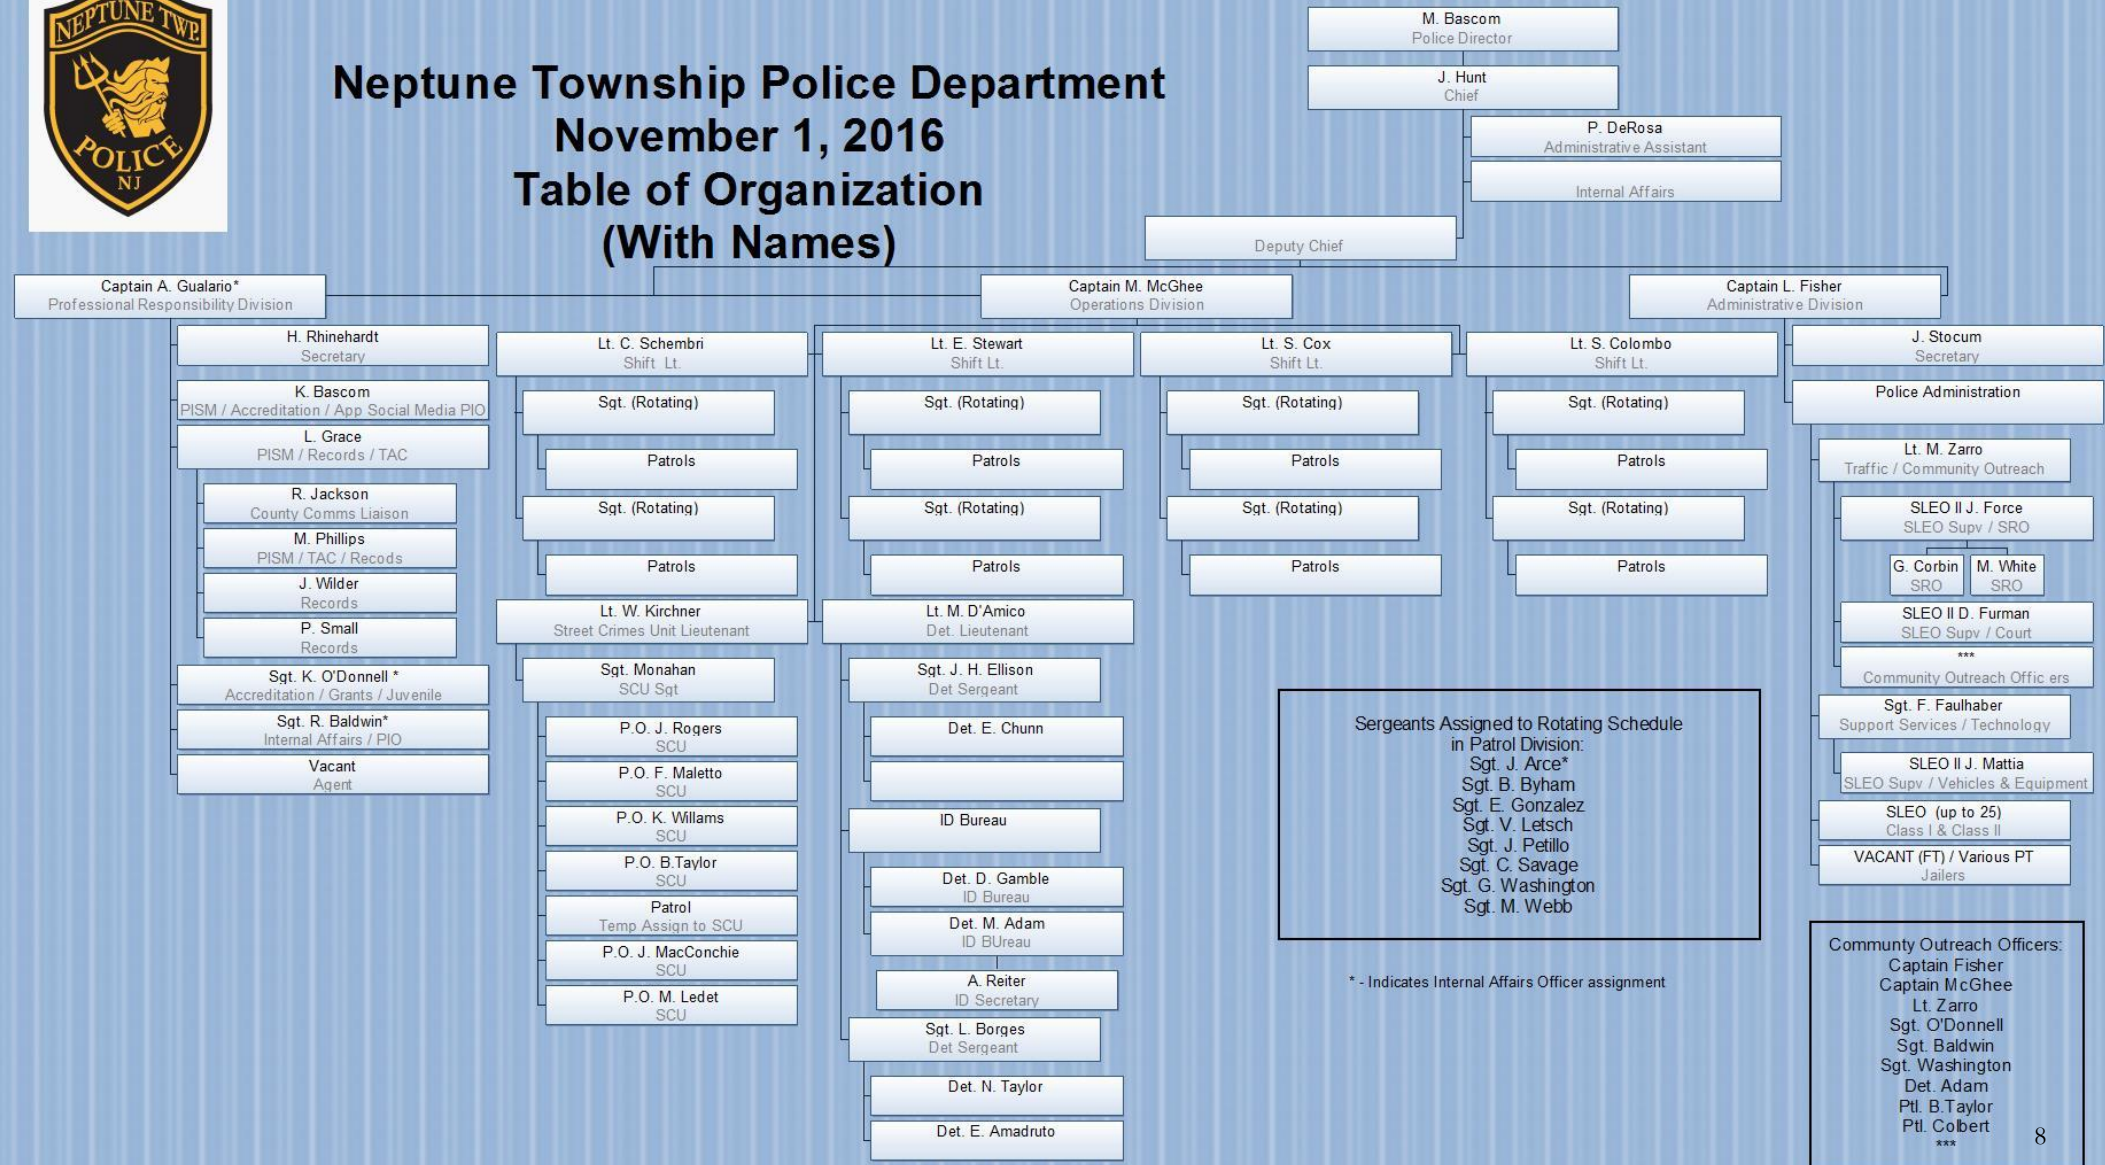 NEPTUNE TWP.
POLICE
NJ
Neptune Township Police Department
November 1, 2016
Table of Organization
(With Names)
M. Bascom
Police Director
J. Hunt
Chief
P. DeRosa
Administrative Assistant
Internal Affairs
Deputy Chief
Captain A. Gualario*
Professional Responsibility Division
Captain M. McGhee
Operations Division
Captain L. Fisher
Administrative Division
H. Rhinehardt
Secretary
K. Bascom
PISM / Accreditation / App Social Media PIO
L. Grace
PISM / Records / TAC
R. Jackson
County Comms Liaison
M. Phillips
PISM / TAC / Recods
J. Wilder
Records
P. Small
Records
Sgt. K. O'Donnell *
Accreditation / Grants / Juvenile
Sgt. R. Baldwin*
Internal Affairs / PIO
Vacant
Agent
Lt. C. Schembri
Shift Lt.
Sgt. (Rotating)
Patrols
Sgt. (Rotating)
Patrols
Lt. W. Kirchner
Street Crimes Unit Lieutenant
Sgt. Monahan
SCU Sgt
P.O. J. Rogers
SCU
P.O. F. Maletto
SCU
P.O. K. Willams
SCU
P.O. B.Taylor
SCU
Patrol
Temp Assign to SCU
P.O. J. MacConchie
SCU
P.O. M. Ledet
SCU
Lt. E. Stewart
Shift Lt.
Sgt. (Rotating)
Patrols
Sgt. (Rotating)
Patrols
Lt. M. D'Amico
Det. Lieutenant
Sgt. J. H. Ellison
Det Sergeant
Det. E. Chunn
ID Bureau
Det. D. Gamble
ID Bureau
Det. M. Adam
ID BUreau
A. Reiter
ID Secretary
Sgt. L. Borges
Det Sergeant
Det. N. Taylor
Det. E. Amadruto
Lt. S. Cox
Shift Lt.
Sgt. (Rotating)
Patrols
Sgt. (Rotating)
Patrols
Lt. S. Colombo
Shift Lt.
Sgt. (Rotating)
Patrols
Sgt. (Rotating)
Patrols
J. Stocum
Secretary
Police Administration
Lt. M. Zarro
Traffic / Community Outreach
SLEO II J. Force
SLEO Supv / SRO
G. Corbin
SRO
M. White
SRO
SLEO II D. Furman
SLEO Supv / Court
***
Community Outreach Offic ers
Sgt. F. Faulhaber
Support Services / Technology
SLEO II J. Mattia
SLEO Supv / Vehicles & Equipment
SLEO (up to 25)
Class I & Class II
VACANT (FT) / Various PT
Jailers
Sergeants Assigned to Rotating Schedule
in Patrol Division:
Sgt. J. Arce*
Sgt. B. Byham
Sgt. E. Gonzalez
Sgt. V. Letsch
Sgt. J. Petillo
Sgt. C. Savage
Sgt. G. Washington
Sgt. M. Webb
* - Indicates Internal Affairs Officer assignment
Communty Outreach Officers:
Captain Fisher
Captain McGhee
Lt. Zarro
Sgt. O'Donnell
Sgt. Baldwin
Sgt. Washington
Det. Adam
Ptl. B.Taylor
Ptl. Colbert
***
8